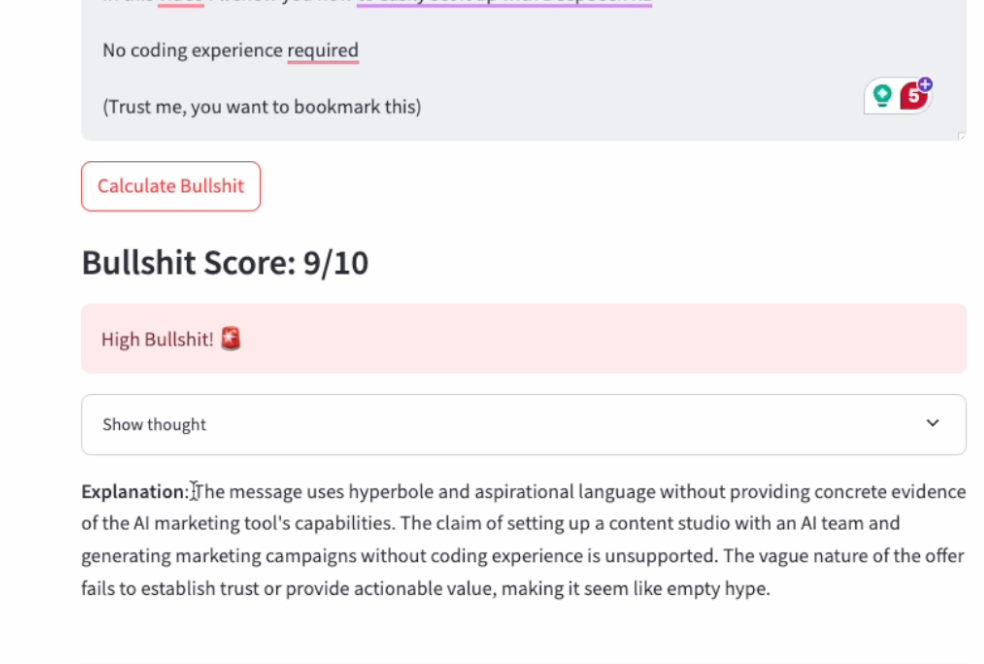 No coding experience required
(Trust me, you want to bookmark this)
5
Calculate Bullshit
Bullshit Score: 9/10
High Bullshit!
Show thought
Explanation: The message uses hyperbole and aspirational language without providing concrete evidence
of the AI marketing tool's capabilities. The claim of setting up a content studio with an AI team and
generating marketing campaigns without coding experience is unsupported. The vague nature of the offer
fails to establish trust or provide actionable value, making it seem like empty hype.